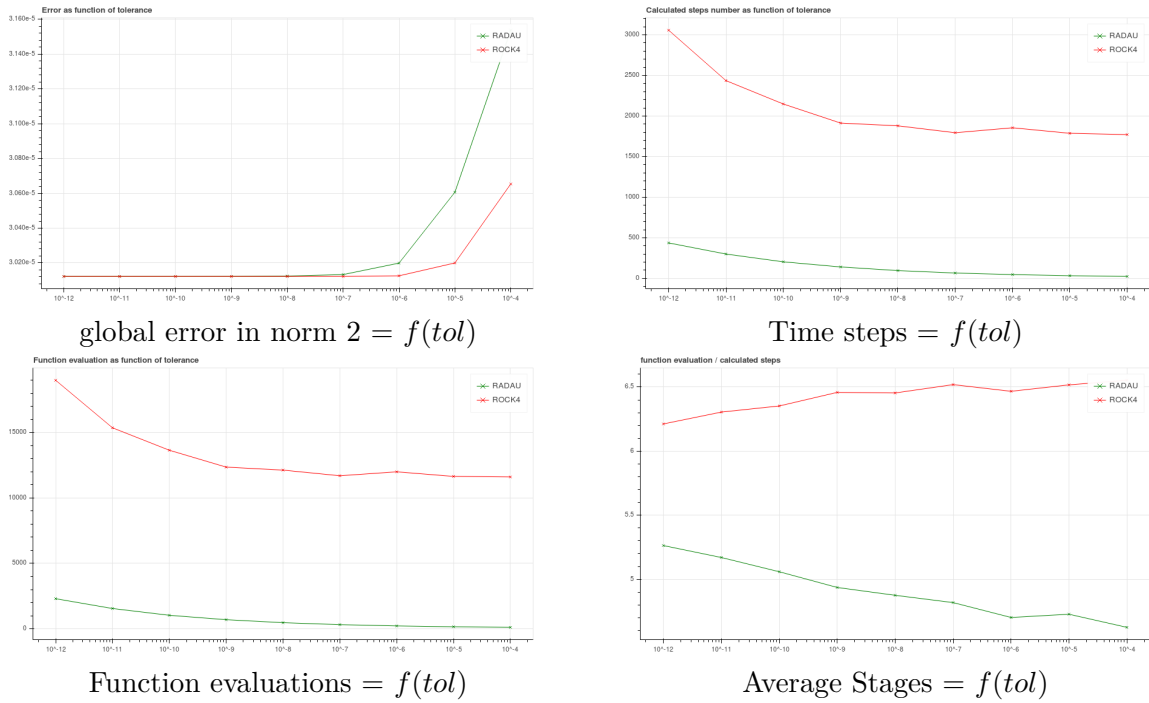 Error as function of tolerance
3.160e-5
3.140e-5
3.120e-5
3.100e-5
3.080e-5
3.060e-5
3.040e-5
3.020e-5
RADAU
ROCK4
10^-12 10^-11 10^-10 10^-9 10^-8 10^-7 10^-6 10^-5 10^-4
global error in norm 2 = f(tol)
Calculated steps number as function of tolerance
3000
2500
2000
1500
1000
500
0
RADAU
ROCK4
10^-12 10^-11 10^-10 10^-9 10^-8 10^-7 10^-6 10^-5 10^-4
Time steps = f(tol)
Function evaluation as function of tolerance
15000
10000
5000
0
RADAU
ROCK4
10^-12 10^-11 10^-10 10^-9 10^-8 10^-7 10^-6 10^-5 10^-4
Function evaluations = f(tol)
function evaluation / calculated steps
6.5
6
5.5
5
RADAU
ROCK4
10^-12 10^-11 10^-10 10^-9 10^-8 10^-7 10^-6 10^-5 10^-4
Average Stages = f(tol)